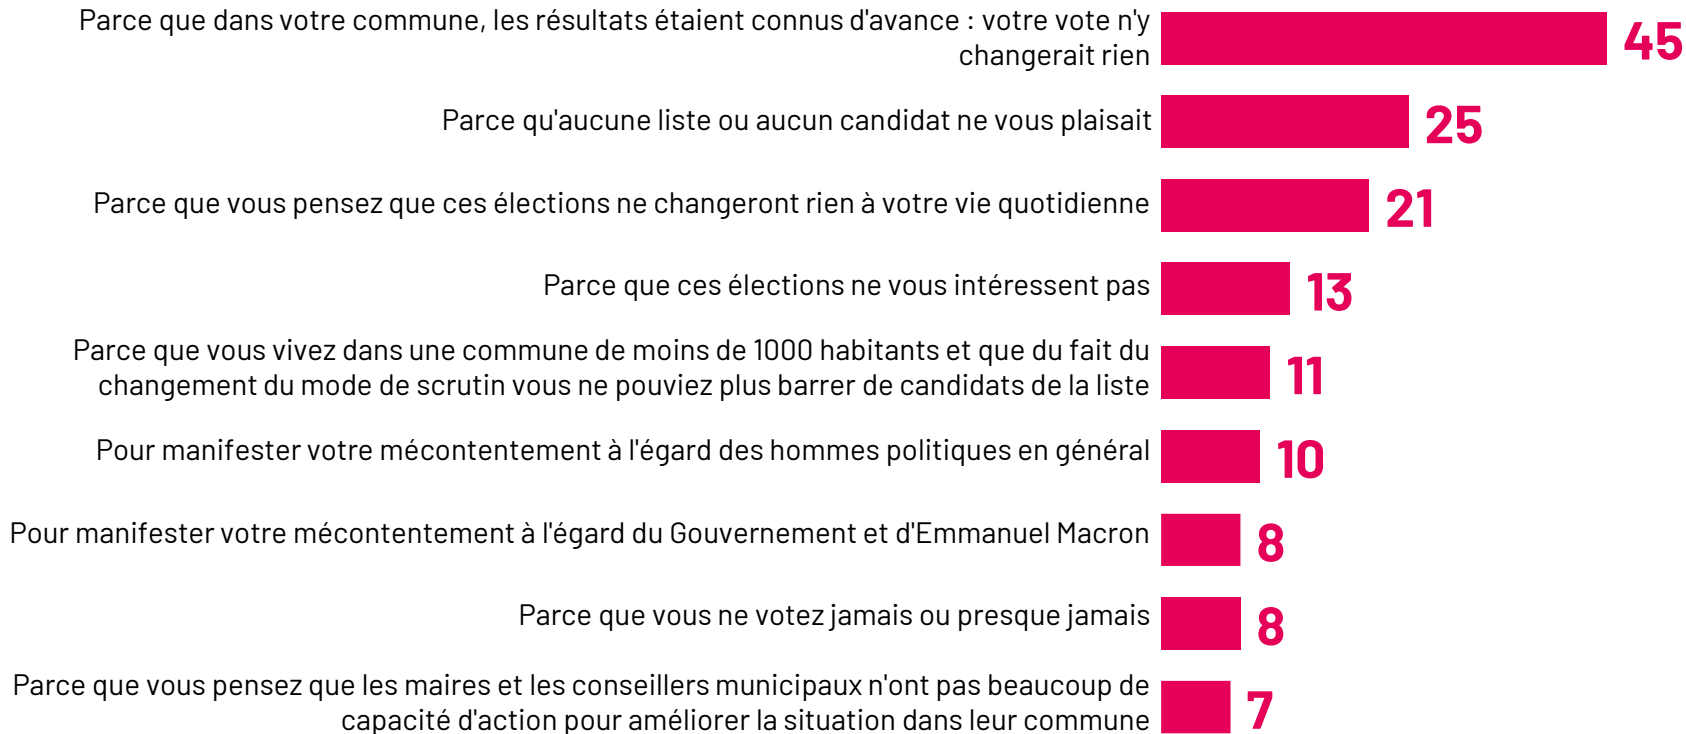 Parce que dans votre commune, les résultats étaient connus d'avance : votre vote n'y
changerait rien
45
Parce qu'aucune liste ou aucun candidat ne vous plaisait
25
Parce que vous pensez que ces élections ne changeront rien à votre vie quotidienne
21
Parce que ces élections ne vous intéressent pas
13
Parce que vous vivez dans une commune de moins de 1000 habitants et que du fait du
changement du mode de scrutin vous ne pouviez plus barrer de candidats de la liste
11
Pour manifester votre mécontentement à l'égard des hommes politiques en général
10
Pour manifester votre mécontentement à l'égard du Gouvernement et d'Emmanuel Macron
8
Parce que vous ne votez jamais ou presque jamais
8
Parce que vous pensez que les maires et les conseillers municipaux n'ont pas beaucoup de
capacité d'action pour améliorer la situation dans leur commune
7